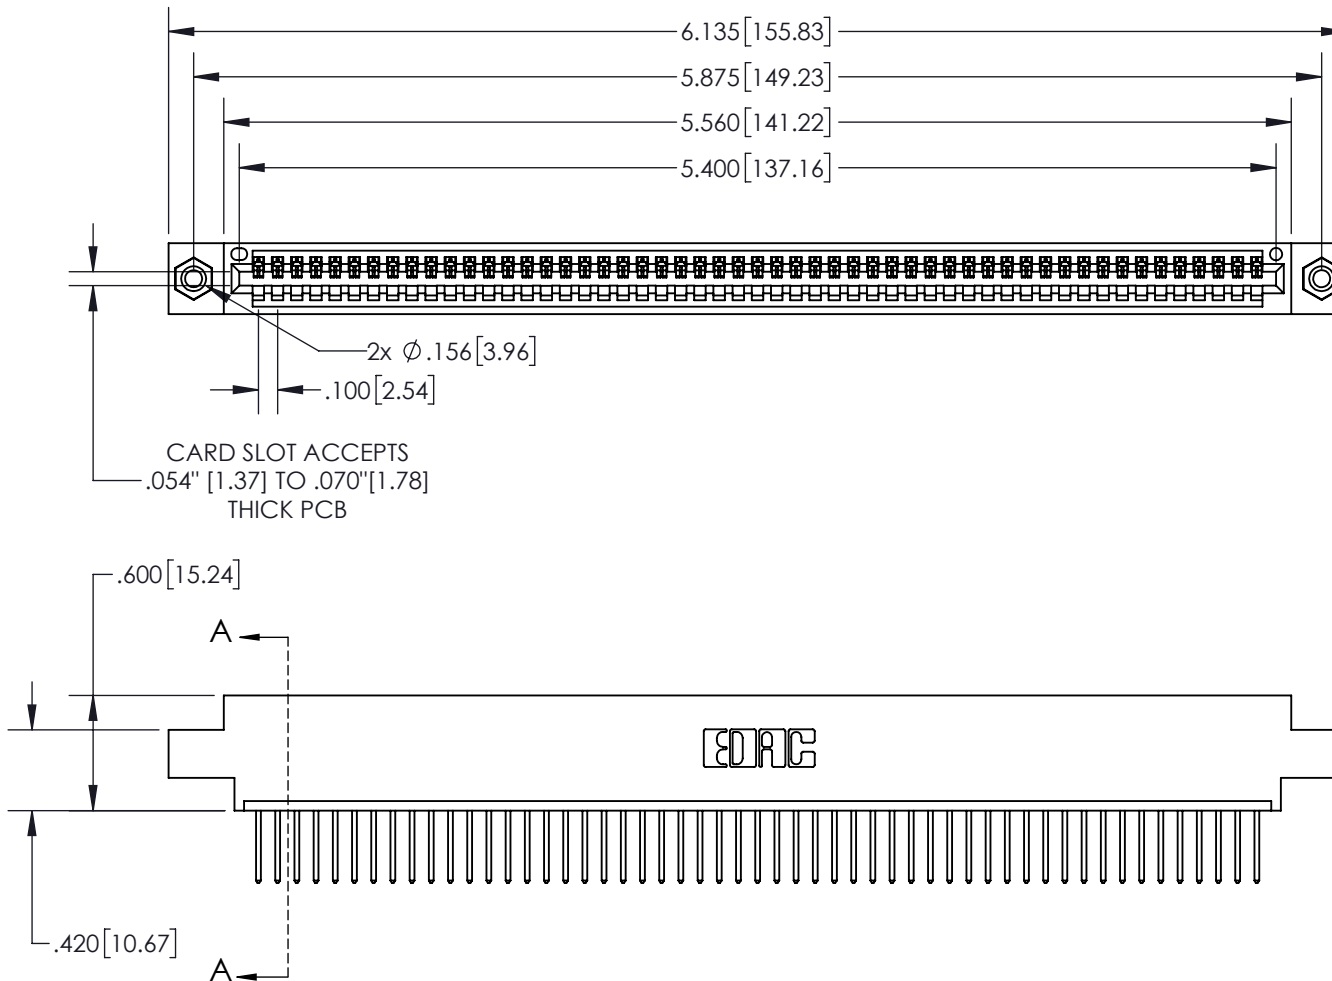 6.135[155.83]
5.875[149.23]
5.560[141.22]
5.400[137.16]
2x Ø.156[3.96]
.100[2.54]
CARD SLOT ACCEPTS
.054" [1.37] TO .070"[1.78]
THICK PCB
.600[15.24]
A
EDAC
.420[10.67]
A